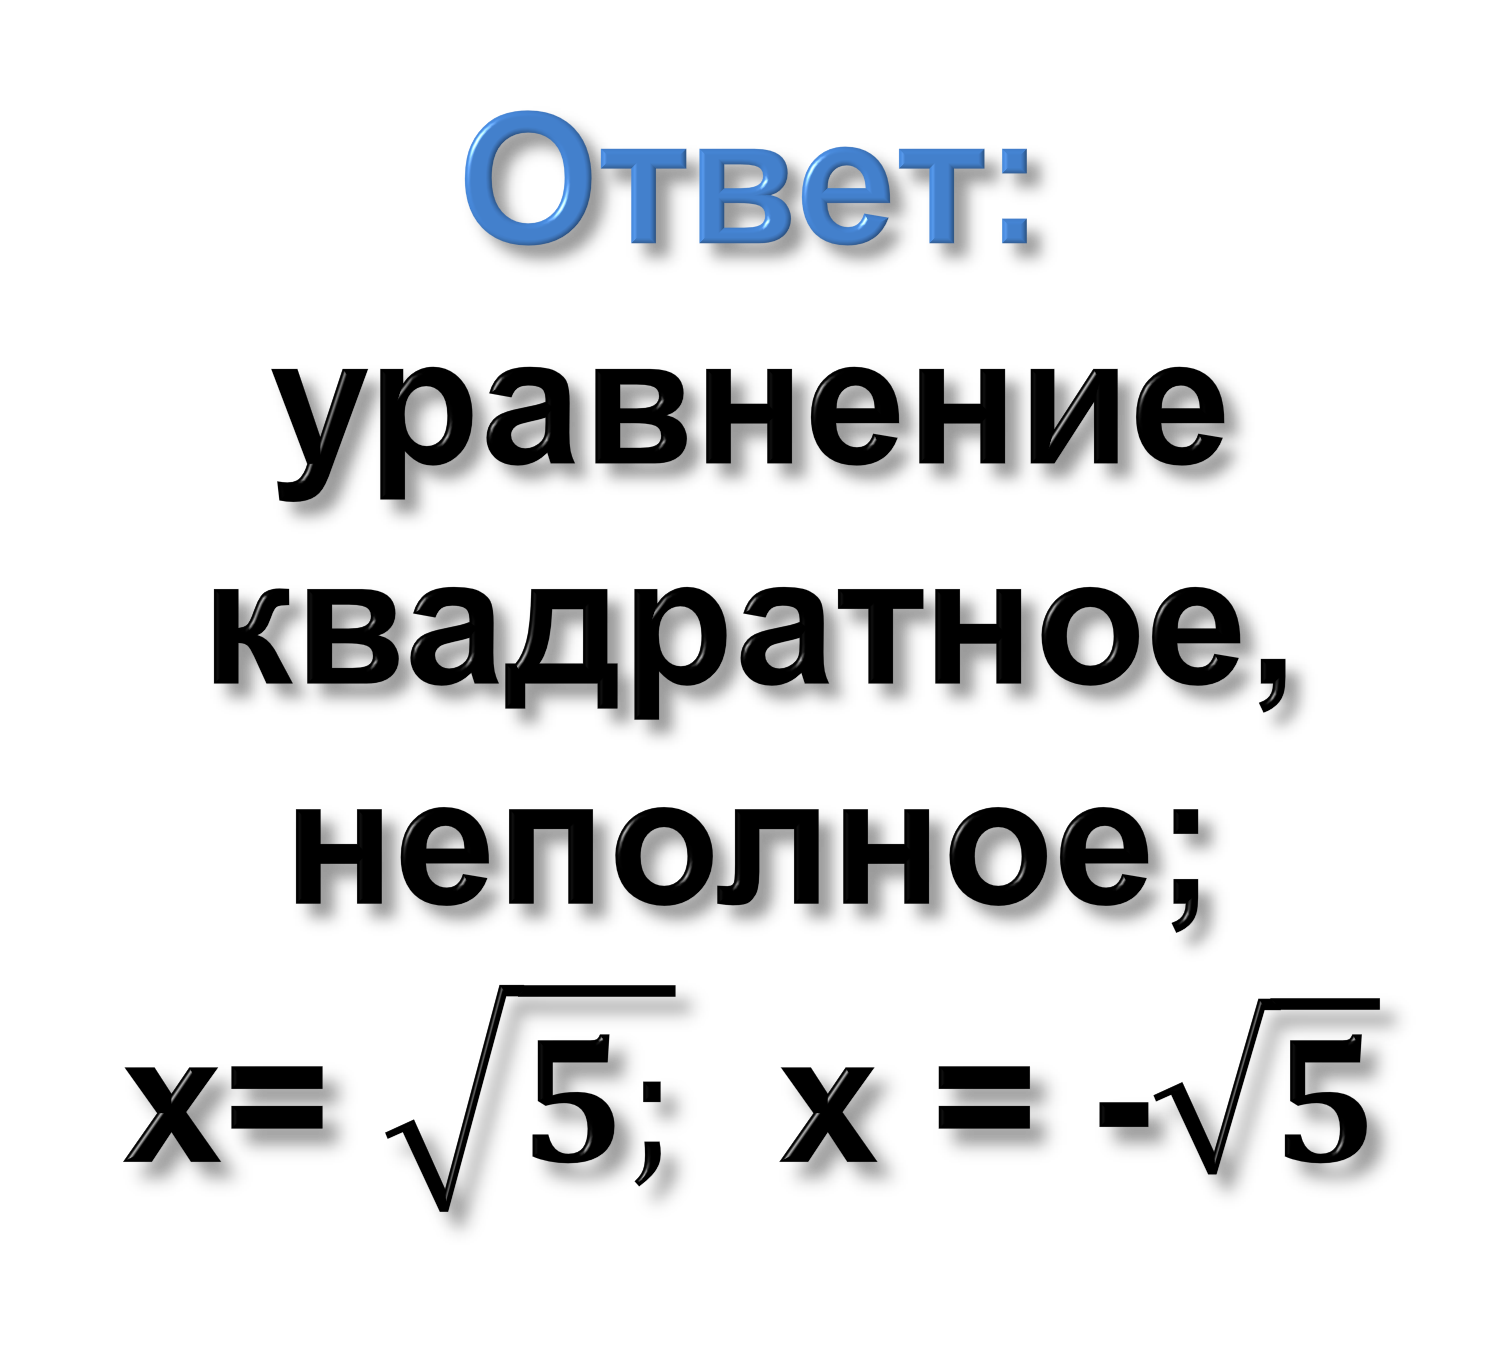 Ответ:
уравнение
квадратное,
неполное;
х= √5; х = -√5